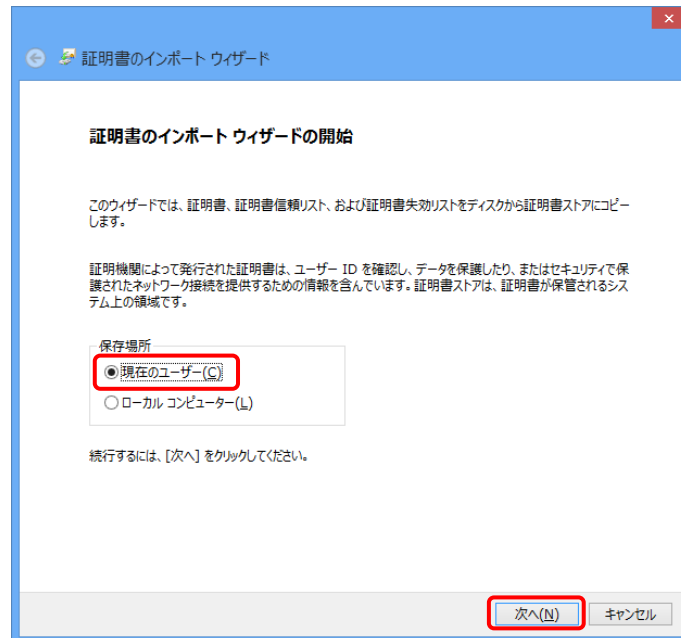 証明書のインポート ウィザード
証明書のインポート ウィザードの開始
このウィザードでは、証明書、証明書信頼リスト、および証明書失効リストをディスクから証明書ストアにコピー
します。
証明機関によって発行された証明書は、ユーザー ID を確認し、データを保護したり、またはセキュリティで保
護されたネットワーク接続を提供するための情報を含んでいます。証明書ストアは、証明書が保管されるシス
テム上の領域です。
保存場所
現在のユーザー(C)
ローカル コンピューター(L)
続行するには、[次へ] をクリックしてください。
次へ(N)
キャンセル